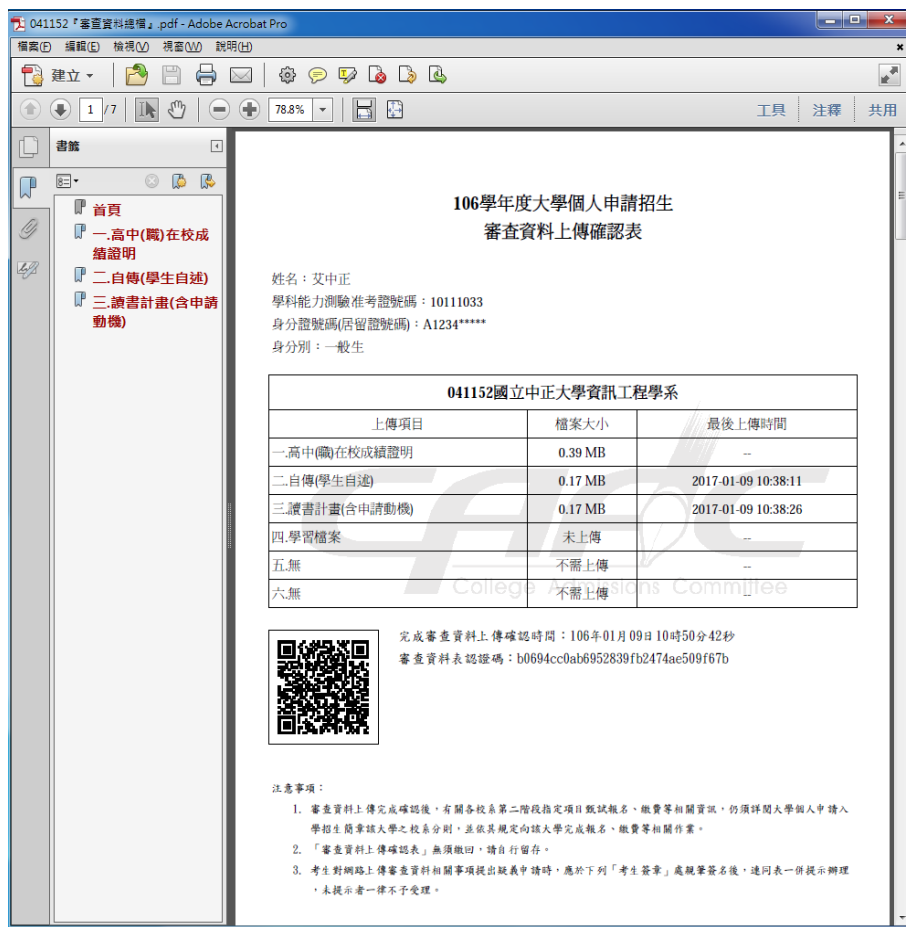 041152『審查資料總檔』.pdf - Adobe Acrobat Pro
檔案(F) 編輯(E) 檢視(V) 視窗(W) 說明(H)
建立
1 /7 78.8% 工具 注釋 共用
書籤
首頁
一.高中(職)在校成
績證明
二.自傳(學生自述)
三.讀書計畫(含申請
動機)
106學年度大學個人申請招生
審查資料上傳確認表
姓名：艾中正
學科能力測驗准考證號碼：10111033
身分證號碼(居留證號碼)：A1234*****
身分別：一般生
041152國立中正大學資訊工程學系
上傳項目 檔案大小 最後上傳時間
一.高中(職)在校成績證明 0.39 MB --
二.自傳(學生自述) 0.17 MB 2017-01-09 10:38:11
三.讀書計畫(含申請動機) 0.17 MB 2017-01-09 10:38:26
四.學習檔案 未上傳 --
五.無 不需上傳 --
六.無 不需上傳 --
CAC
College Admissions Committee
完成審查資料上傳確認時間：106年01月09日10時50分42秒
審查資料表認證碼：b0694cc0ab6952839fb2474ae509f67b
注意事項：
1. 審查資料上傳完成確認後，有關各校系第二階段指定項目甄試報名、繳費等相關資訊，仍須詳閱大學個人申請入
學招生簡章該大學之校系分則，並依其規定向該大學完成報名、繳費等相關作業。
2. 「審查資料上傳確認表」無須繳回，請自行留存。
3. 考生對網路上傳審查資料相關事項提出疑義申請時，應於下列「考生簽章」處親筆簽名後，連同表一併提示辦理
，未提示者一律不予受理。